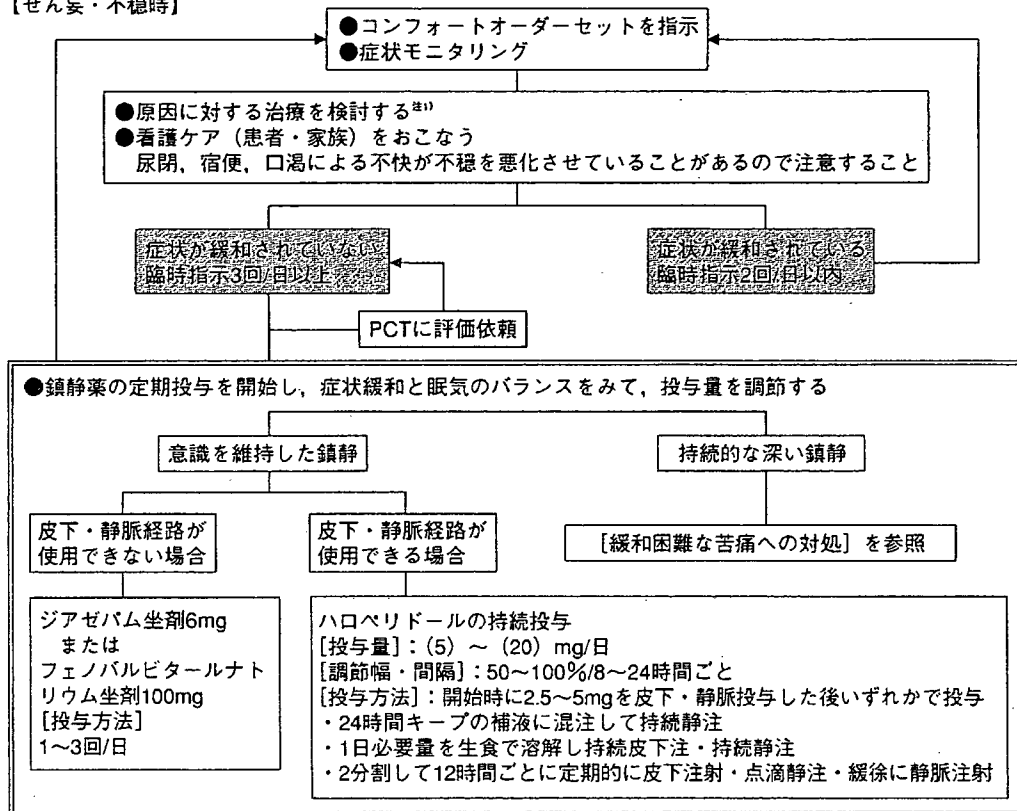 【せん妄・不穏時】
●コンフォートオーダーセットを指示
●症状モニタリング
●原因に対する治療を検討する注1)
●看護ケア（患者・家族）をおこなう
尿閉，宿便，口渇による不快が不穏を悪化させていることがあるので注意すること
症状が緩和されていない
臨時指示3回/日以上
症状が緩和されている
臨時指示2回/日以内
PCTに評価依頼
●鎮静薬の定期投与を開始し，症状緩和と眠気のバランスをみて，投与量を調節する
意識を維持した鎮静
持続的な深い鎮静
皮下・静脈経路が
使用できない場合
皮下・静脈経路が
使用できる場合
［緩和困難な苦痛への対処］を参照
ジアゼパム坐剤6mg
または
フェノバルビタールナト
リウム坐剤100mg
［投与方法］
1〜3回/日
ハロペリドールの持続投与
［投与量］：（5）〜（20）mg/日
［調節幅・間隔］：50〜100%/8〜24時間ごと
［投与方法］：開始時に2.5〜5mgを皮下・静脈投与した後いずれかで投与
・24時間キープの補液に混注して持続静注
・1日必要量を生食で溶解し持続皮下注・持続静注
・2分割して12時間ごとに定期的に皮下注射・点滴静注・緩徐に静脈注射